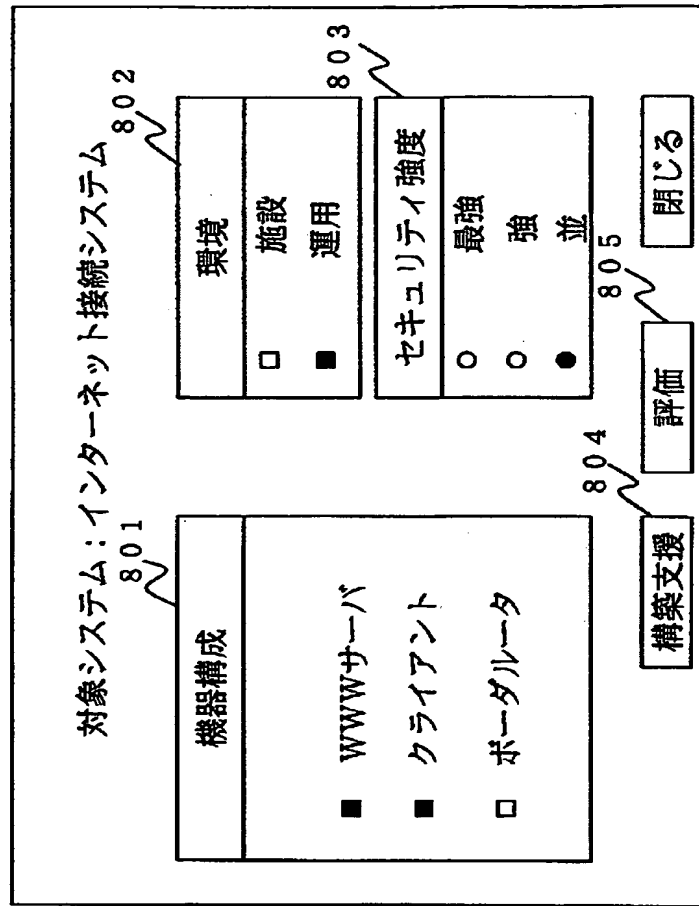 対象システム：インターネット接続システム
801
機器構成
■ WWWサーバ
■ クライアント
□ ボーダルータ
802
環境
□ 施設
■ 運用
803
セキュリティ強度
○ 最強
○ 強
● 並
804
構築支援
805
評価
閉じる